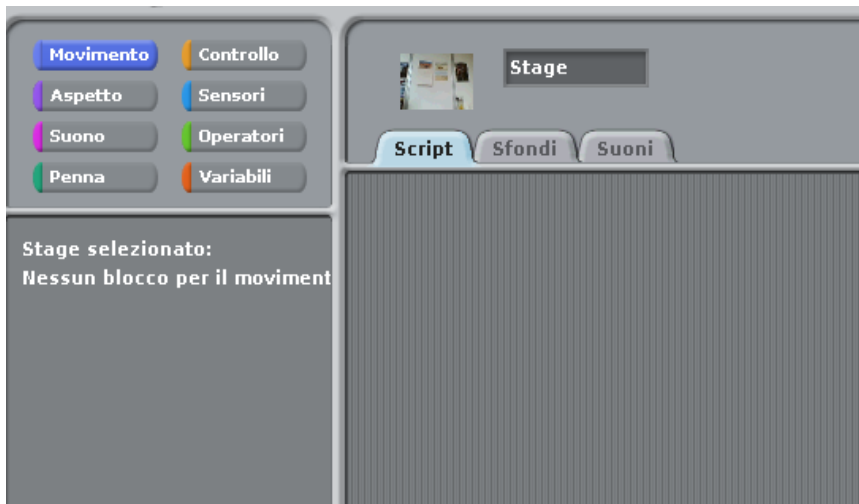 Movimento
Controllo
Aspetto
Sensori
Suono
Operatori
Penna
Variabili
Stage selezionato:
Nessun blocco per il moviment
Stage
Script
Sfondi
Suoni